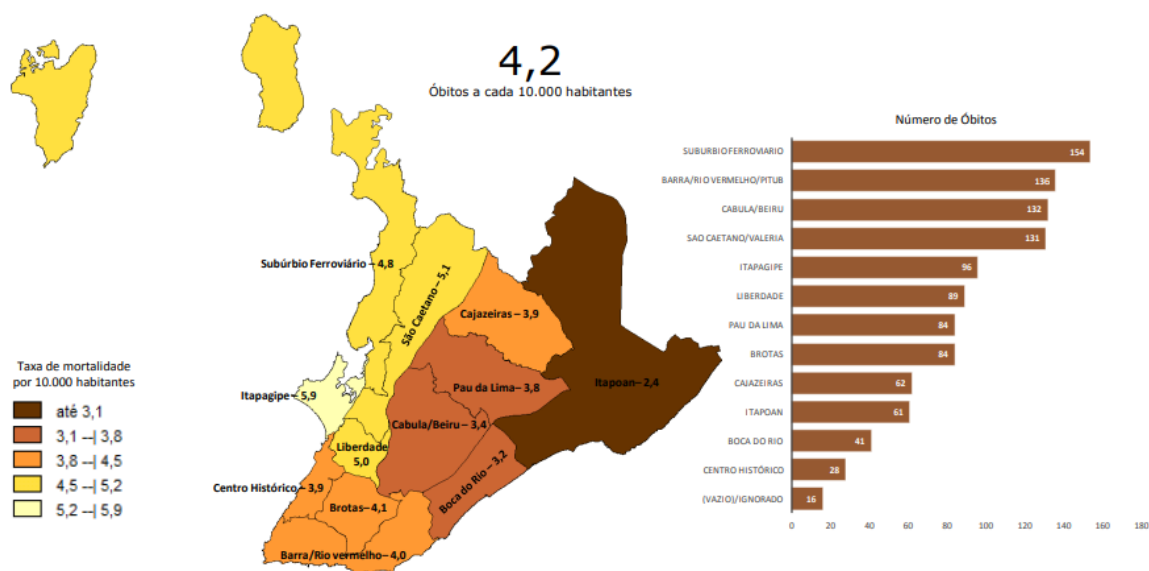 4,2
Óbitos a cada 10.000 habitantes
Subúrbio Ferroviário – 4,8
São Caetano – 5,1
Cajazeiras – 3,9
Itapoan – 2,4
Pau da Lima – 3,8
Itapagipe – 5,9
Cabula/Beiru – 3,4
Liberdade
5,0
Boca do Rio – 3,2
Centro Histórico – 3,9
Brotas – 4,1
Barra/Rio vermelho – 4,0
Taxa de mortalidade
por 10.000 habitantes
até 3,1
3,1 --| 3,8
3,8 --| 4,5
4,5 --| 5,2
5,2 --| 5,9
Número de Óbitos
SUBURBIO FERROVIARIO 154
BARRA/RIO VERMELHO/PITUB 136
CABULA/BEIRU 132
SAO CAETANO/VALERIA 131
ITAPAGIPE 96
LIBERDADE 89
PAU DA LIMA 84
BROTAS 84
CAJAZEIRAS 62
ITAPOAN 61
BOCA DO RIO 41
CENTRO HISTÓRICO 28
(VAZIO)/IGNORADO 16
0 20 40 60 80 100 120 140 160 180